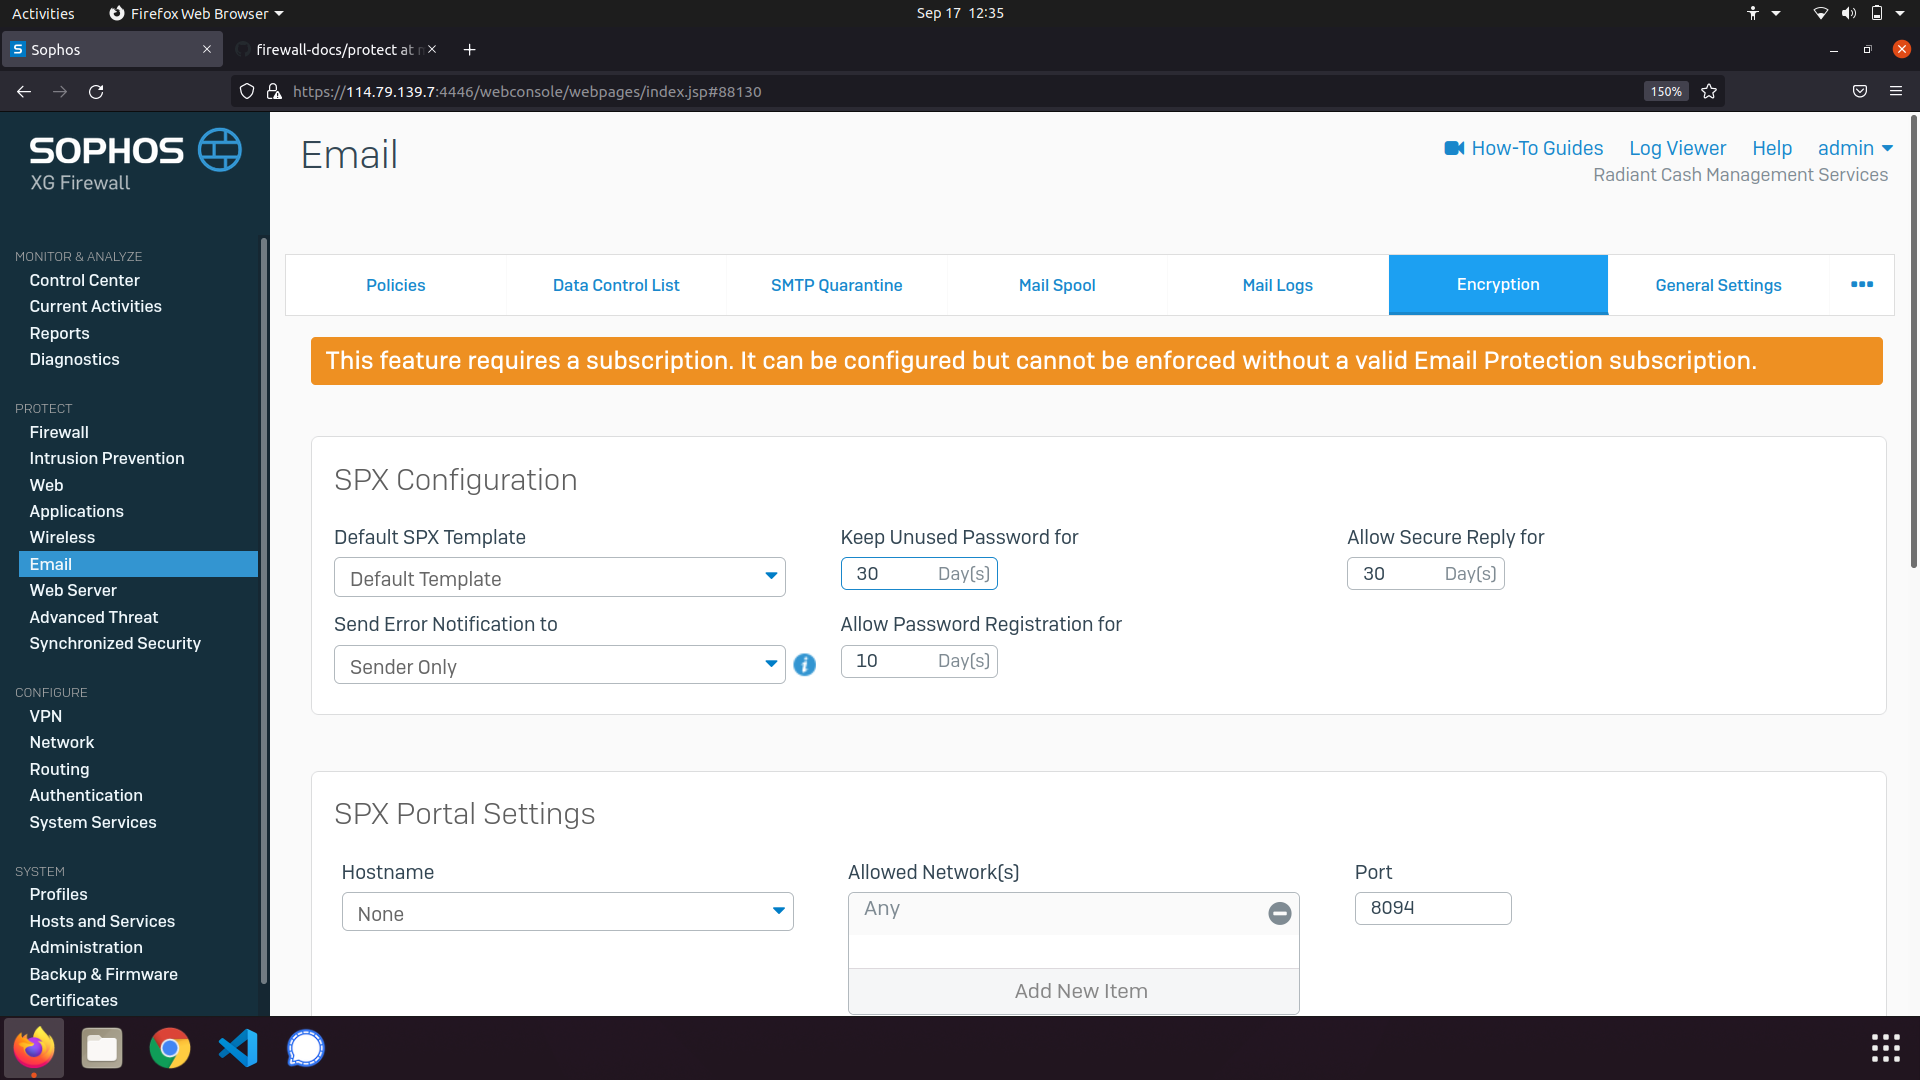 Activities
Firefox Web Browser
Sep 17 12:35
Sophos
firewall-docs/protect at
https://114.79.139.7:4446/webconsole/webpages/index.jsp#88130
150%
SOPHOS
XG Firewall
Email
How-To Guides
Log Viewer
Help
admin
Radiant Cash Management Services
MONITOR & ANALYZE
Control Center
Current Activities
Reports
Diagnostics
PROTECT
Firewall
Intrusion Prevention
Web
Applications
Wireless
Email
Web Server
Advanced Threat
Synchronized Security
CONFIGURE
VPN
Network
Routing
Authentication
System Services
SYSTEM
Profiles
Hosts and Services
Administration
Backup & Firmware
Certificates
Policies
Data Control List
SMTP Quarantine
Mail Spool
Mail Logs
Encryption
General Settings
This feature requires a subscription. It can be configured but cannot be enforced without a valid Email Protection subscription.
SPX Configuration
Default SPX Template
Default Template
Keep Unused Password for
30 Day(s)
Allow Secure Reply for
30 Day(s)
Send Error Notification to
Sender Only
Allow Password Registration for
10 Day(s)
SPX Portal Settings
Hostname
None
Allowed Network(s)
Any
Add New Item
Port
8094